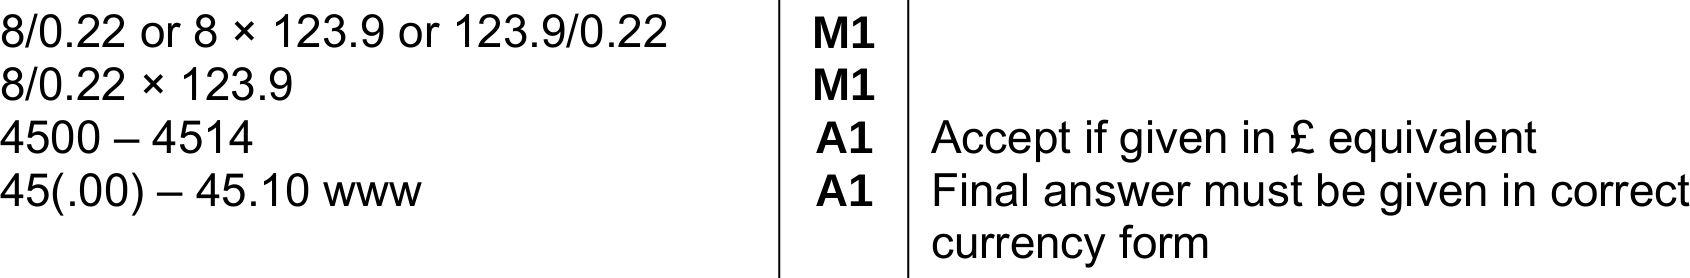 8/0.22 or 8 × 123.9 or 123.9/0.22 M1
8/0.22 × 123.9 M1
4500 – 4514 A1 Accept if given in £ equivalent
45(.00) – 45.10 www A1 Final answer must be given in correct
currency form